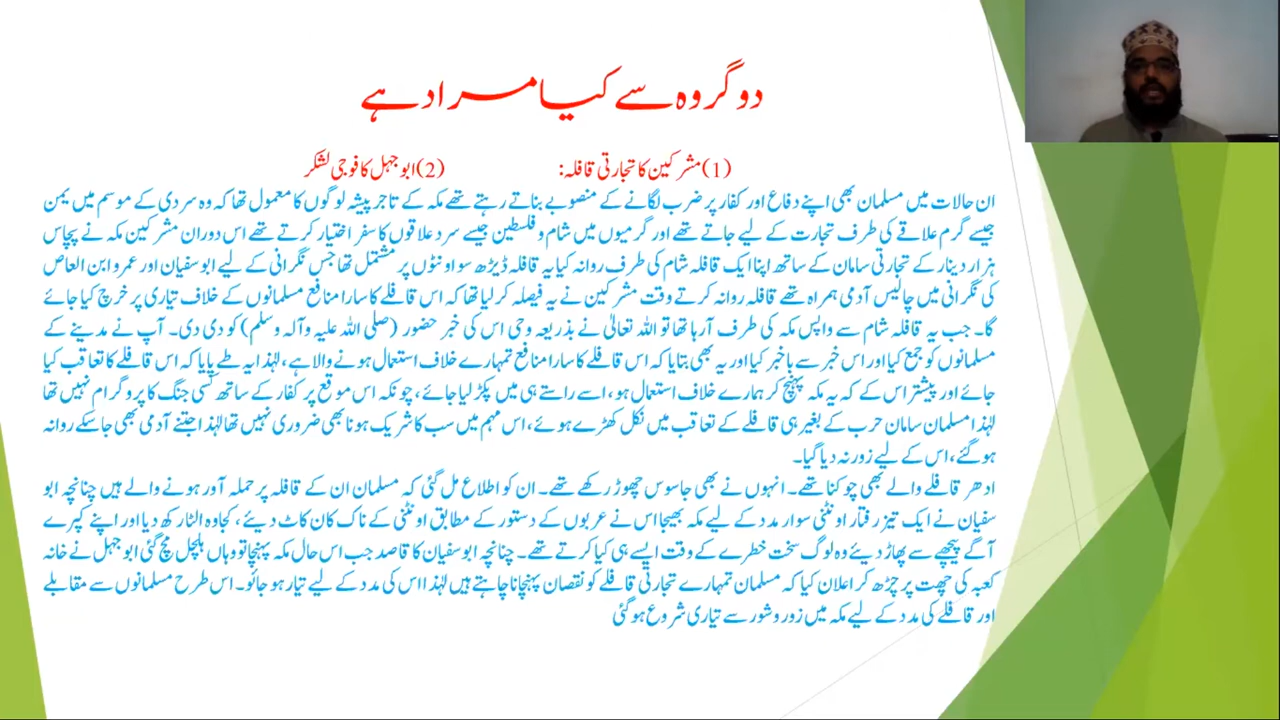 دو گروہ سے کیا مراد ہے
(1) مشرکین کا تجارتی قافلہ: (2) ابو جہل کا فوجی لشکر
ان حالات میں مسلمان بھی اپنے دفاع اور کفار پر ضرب لگانے کے منصوبے بناتے رہتے تھے مکہ کے تاجر پیشہ لوگوں کا معمول تھا کہ وہ سردی کے موسم میں یمن
جیسے گرم علاقے کی طرف تجارت کے لیے جاتے تھے اور گرمیوں میں شام و فلسطین جیسے سرد علاقوں کا سفر اختیار کرتے تھے اس دوران مشرکین مکہ نے پچاس
ہزار دینار کے تجارتی سامان کے ساتھ اپنا ایک قافلہ شام کی طرف روانہ کیا یہ قافلہ ڈیڑھ سو اونٹوں پر مشتمل تھا جس نگرانی کے لیے ابو سفیان اور عمرو ابن العاص
کی نگرانی میں چالیس آدمی ہمراہ تھے قافلہ روانہ کرتے وقت مشرکین نے یہ فیصلہ کر لیا تھا کہ اس قافلے کا سارا منافع مسلمانوں کے خلاف تیاری پر خرچ کیا جائے
گا۔ جب یہ قافلہ شام سے واپس مکہ کی طرف آرہا تھا تو اللہ تعالیٰ نے بذریعہ وحی اس کی خبر حضور (صلی اللہ علیہ وآلہ وسلم) کو دی دی۔ آپ نے مدینے کے
مسلمانوں کو جمع کیا اور اس خبر سے باخبر کیا اور یہ بھی بتایا کہ اس قافلے کا سارا منافع تمہارے خلاف استعمال ہونے والا ہے، لہٰذا یہ طے پایا کہ اس قافلے کا تعاقب کیا
جائے اور پیشتر اس کے کہ یہ مکہ پہنچ کر ہمارے خلاف استعمال ہو، اسے راستے ہی میں پکڑ لیا جائے، چونکہ اس موقع پر کفار کے ساتھ کسی جنگ کا پروگرام نہیں تھا
لہٰذا مسلمان سامان حرب کے بغیر ہی قافلے کے تعاقب میں نکل کھڑے ہوئے، اس مہم میں سب کا شریک ہونا بھی ضروری نہیں تھا لہٰذا جتنے آدمی بھی جا سکے روانہ
ہو گئے، اس کے لیے زور نہ دیا گیا۔
ادھر قافلے والے بھی چوکنا تھے۔ انہوں نے بھی جاسوس چھوڑ رکھے تھے۔ ان کو اطلاع مل گئی کہ مسلمان ان کے قافلہ پر حملہ آور ہونے والے ہیں چنانچہ ابو
سفیان نے ایک تیز رفتار اونٹنی سوار مدد کے لیے مکہ بھیجا اس نے عربوں کے دستور کے مطابق اونٹنی کے ناک کان کاٹ دیئے، کجاوہ الٹا رکھ دیا اور اپنے کپرے
آگے پیچھے سے پھاڑ دیئے وہ لوگ سخت خطرے کے وقت ایسے ہی کیا کرتے تھے۔ چنانچہ ابو سفیان کا قاصد جب اس حال مکہ پہنچا تو وہاں ہلچل مچ گئی ابو جہل نے خانہ
کعبہ کی چھت پر چڑھ کر اعلان کیا کہ مسلمان تمہارے تجارتی قافلے کو نقصان پہنچانا چاہتے ہیں لہٰذا اس کی مدد کے لیے تیار ہو جائو۔ اس طرح مسلمانوں سے مقابلے
اور قافلے کی مدد کے لیے مکہ میں زور و شور سے تیاری شروع ہو گئی